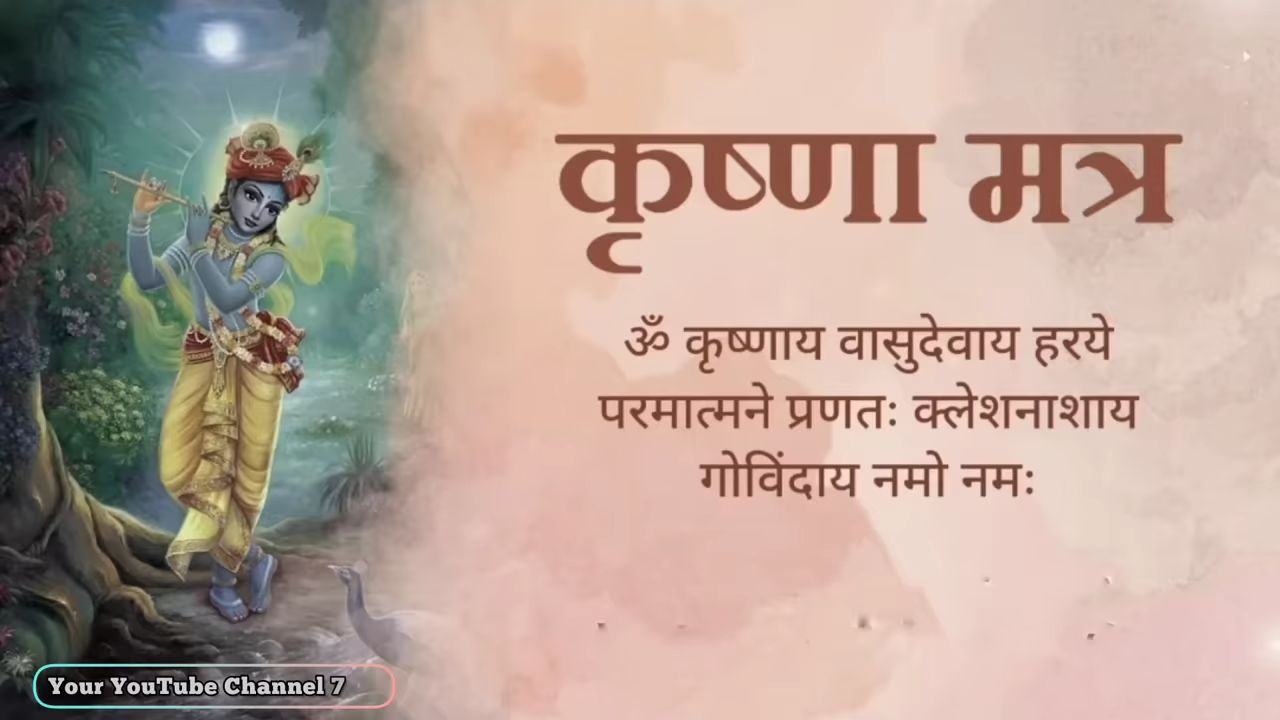 कृष्णा मत्र
ॐ कृष्णाय वासुदेवाय हरये
परमात्मने प्रणतः क्लेशनाशाय
गोविंदाय नमो नमः
Your YouTube Channel 7